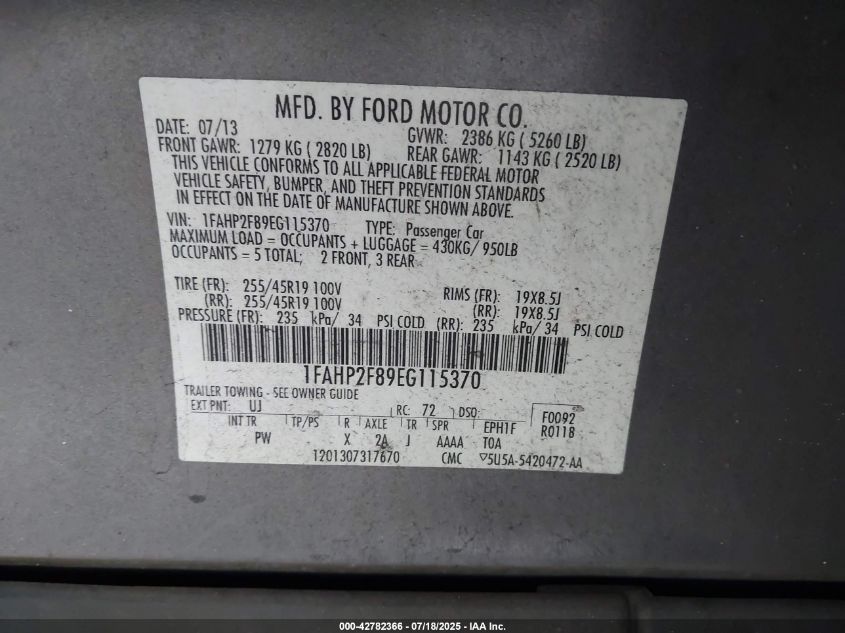 MFD. BY FORD MOTOR CO.
DATE: 07/13 GVWR: 2386 KG ( 5260 LB)
FRONT GAWR: 1279 KG ( 2820 LB) REAR GAWR: 1143 KG ( 2520 LB)
THIS VEHICLE CONFORMS TO ALL APPLICABLE FEDERAL MOTOR
VEHICLE SAFETY, BUMPER, AND THEFT PREVENTION STANDARDS
IN EFFECT ON THE DATE OF MANUFACTURE SHOWN ABOVE.
VIN: 1FAHP2F89EG115370 TYPE: Passenger Car
MAXIMUM LOAD = OCCUPANTS + LUGGAGE = 430KG/ 950LB
OCCUPANTS = 5 TOTAL; 2 FRONT, 3 REAR
TIRE (FR): 255/45R19 100V RIMS (FR): 19X8.5J
(RR): 255/45R19 100V (RR): 19X8.5J
PRESSURE (FR): 235 kPa/ 34 PSI COLD (RR): 235 kPa/ 34 PSI COLD
1FAHP2F89EG115370
TRAILER TOWING - SEE OWNER GUIDE
EXT PNT: UJ RC: 72 DSO: F0092
INT TR TP/PS R AXLE TR SPR EPH1F R0118
PW X 2A J AAAA TOA
1201307317670 CMC ▽5U5A-5420472-AA
000-42782366 - 07/18/2025 - IAA Inc.